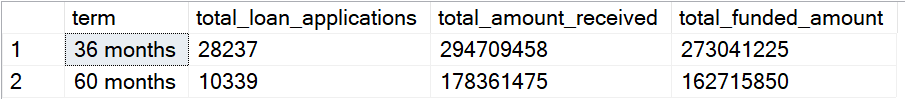 term total_loan_applications total_amount_received total_funded_amount
1 36 months 28237 294709458 273041225
2 60 months 10339 178361475 162715850